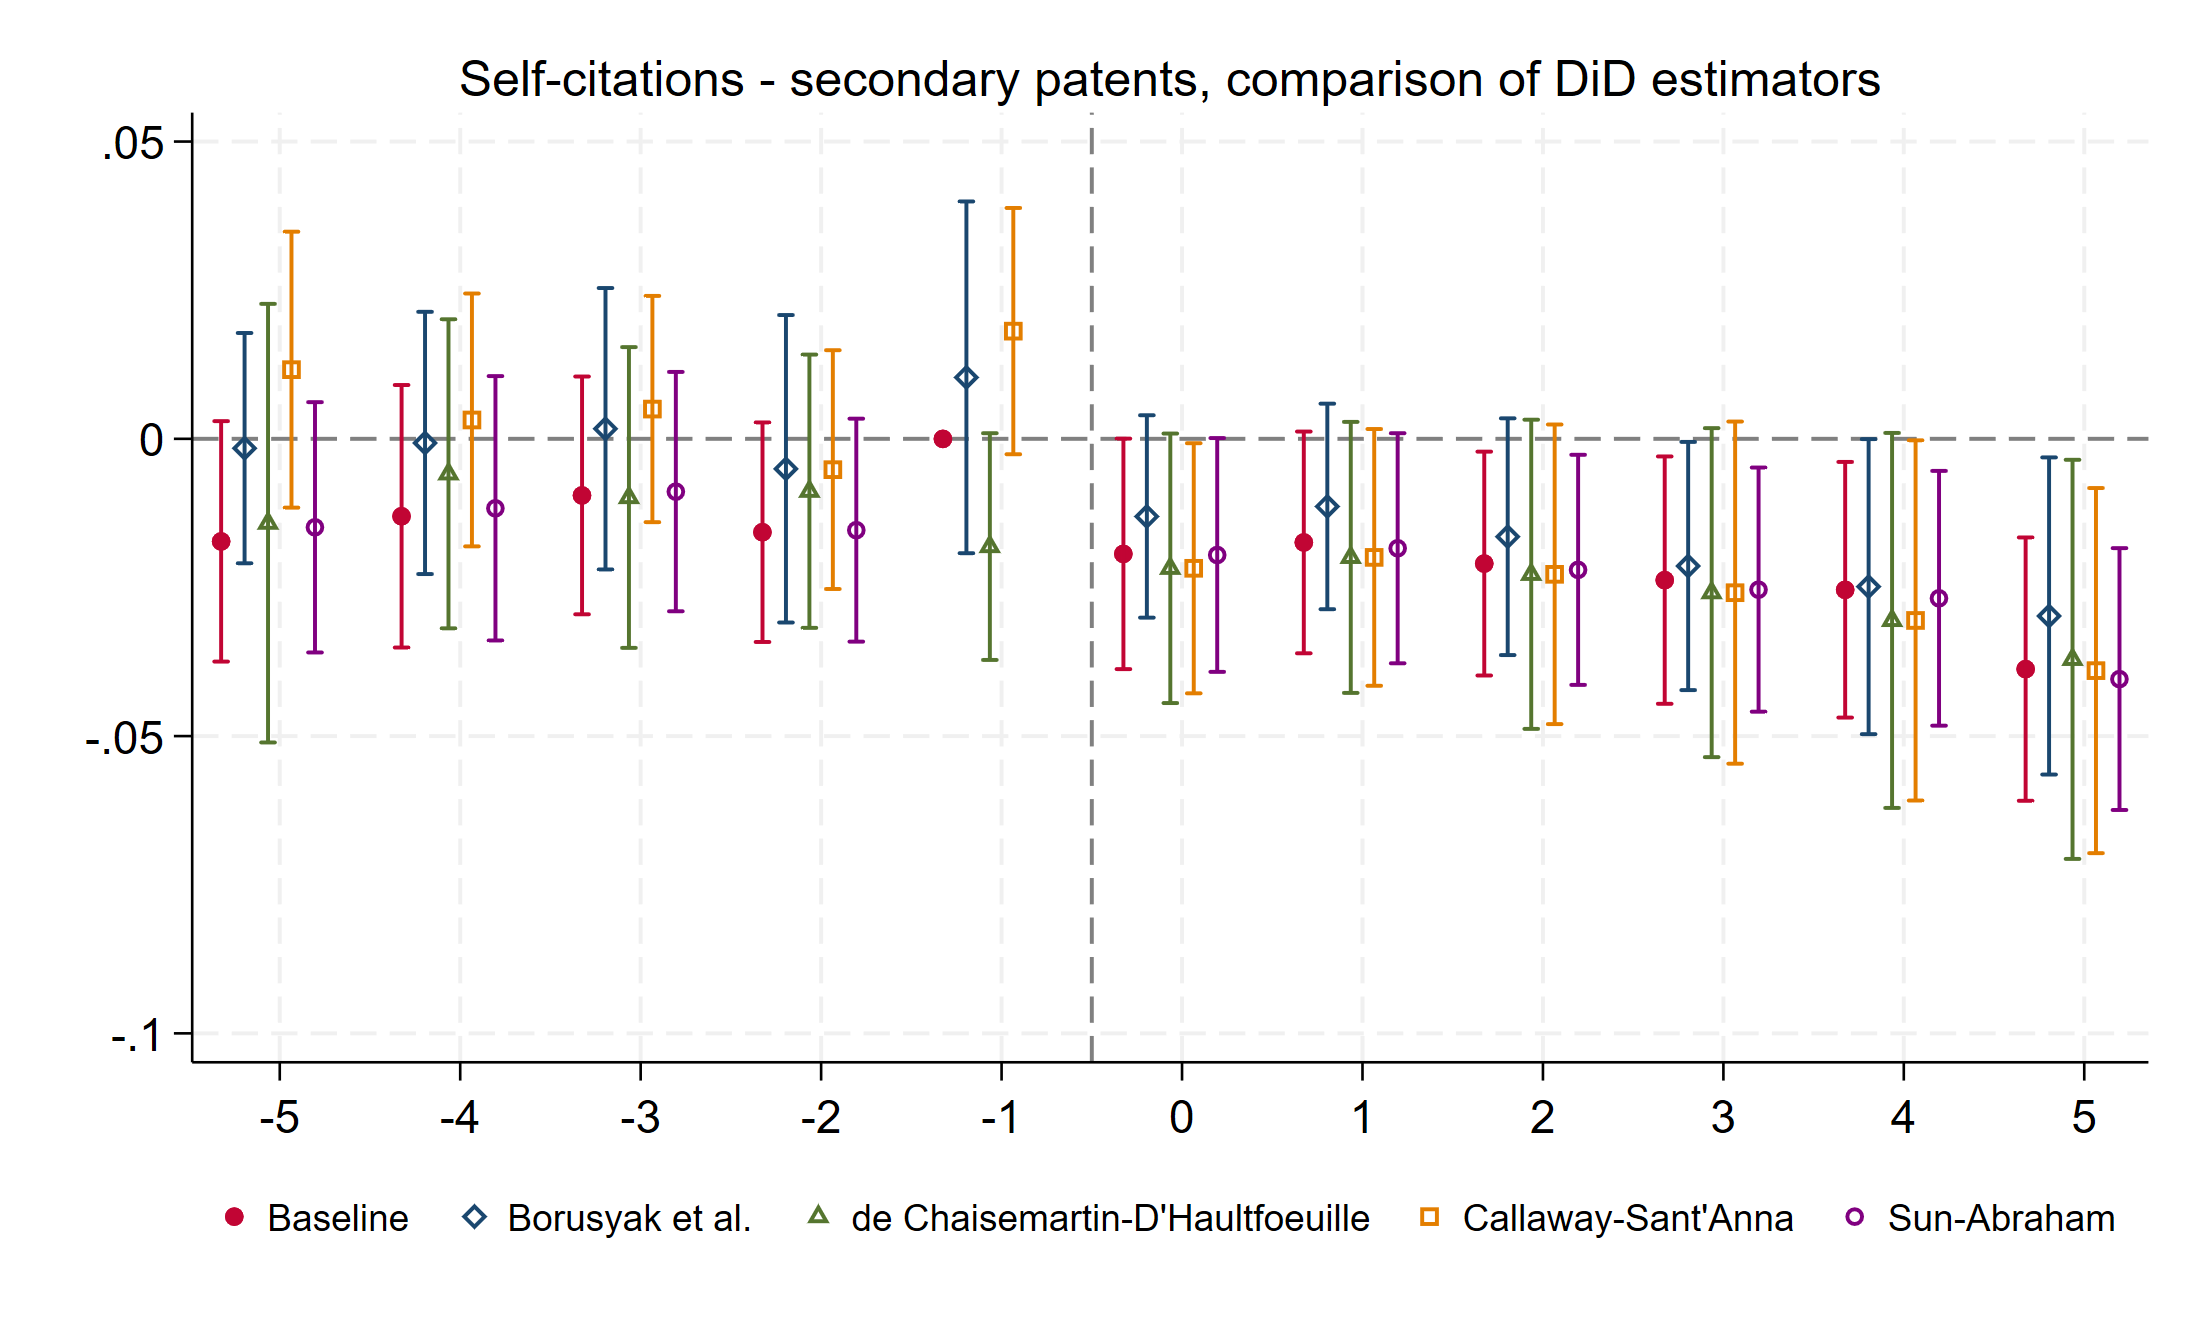 Self-citations - secondary patents, comparison of DiD estimators
.05
0
-.05
-.1
-5 -4 -3 -2 -1 0 1 2 3 4 5
Baseline Borusyak et al. de Chaisemartin-D'Haultfoeuille Callaway-Sant'Anna Sun-Abraham